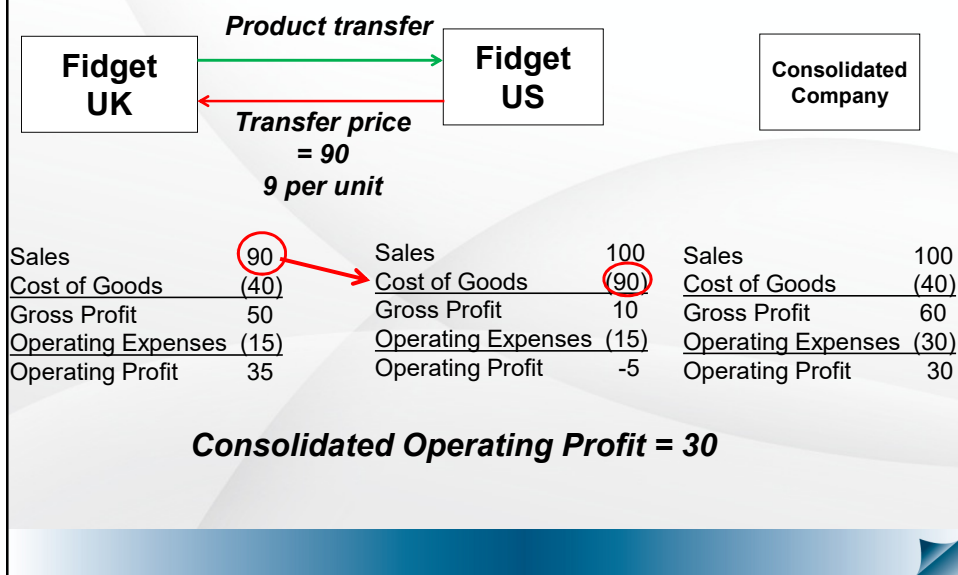 Product transfer
Fidget
UK
Fidget
US
Consolidated
Company
Transfer price
= 90
9 per unit
Sales 90
Cost of Goods (40)
Gross Profit 50
Operating Expenses (15)
Operating Profit 35
Sales 100
Cost of Goods (90)
Gross Profit 10
Operating Expenses (15)
Operating Profit -5
Sales 100
Cost of Goods (40)
Gross Profit 60
Operating Expenses (30)
Operating Profit 30
Consolidated Operating Profit = 30